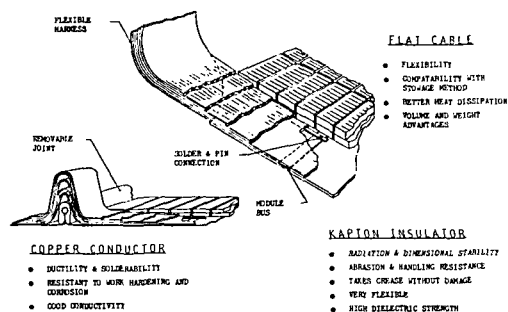 FLEXIBLE
HARNESS
FLAT CABLE
• FLEXIBILITY
• COMPATABILITY WITH
STOWAGE METHOD
• BETTER HEAT DISSIPATION
• VOLUME AND WEIGHT
ADVANTAGES
REMOVABLE
JOINT
SOLDER & PIN
CONNECTION
MODULE
BUS
COPPER CONDUCTOR
• DUCTILITY & SOLDERABILITY
• RESISTANT TO WORK HARDENING AND
CORROSION
• GOOD CONDUCTIVITY
KAPTON INSULATOR
• RADIATION & DIMENSIONAL STABILITY
• ABRASION & HANDLING RESISTANCE
• TAKES CREASE WITHOUT DAMAGE
• VERY FLEXIBLE
• HIGH DIELECTRIC STRENGTH